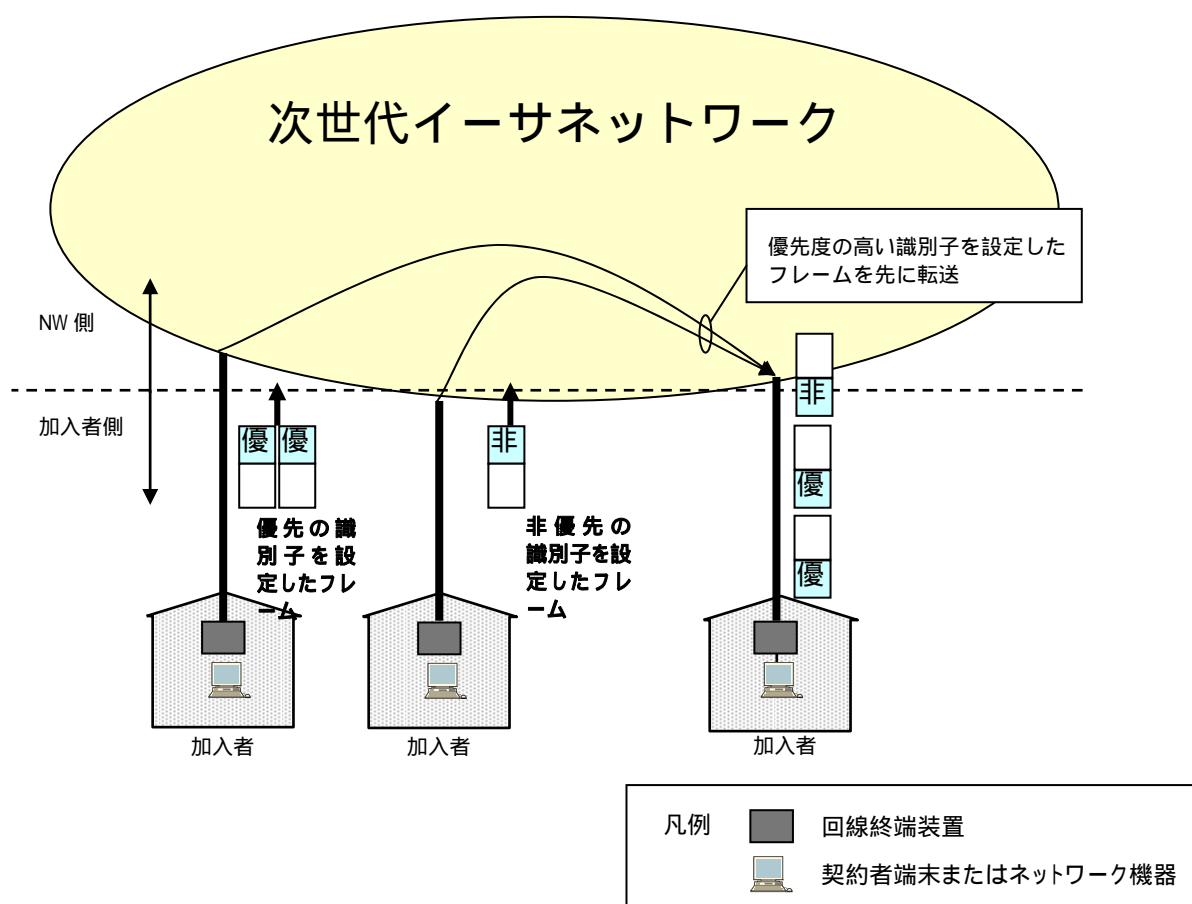 次世代イーサネットワーク
優先度の高い識別子を設定した
フレームを先に転送
NW 側
加入者側
優 優
非
非
優
優
優先の識
別子を設
定したフレ
ーム
非優先の
識別子を設
定したフレ
ーム
加入者
加入者
加入者
凡例
回線終端装置
契約者端末またはネットワーク機器